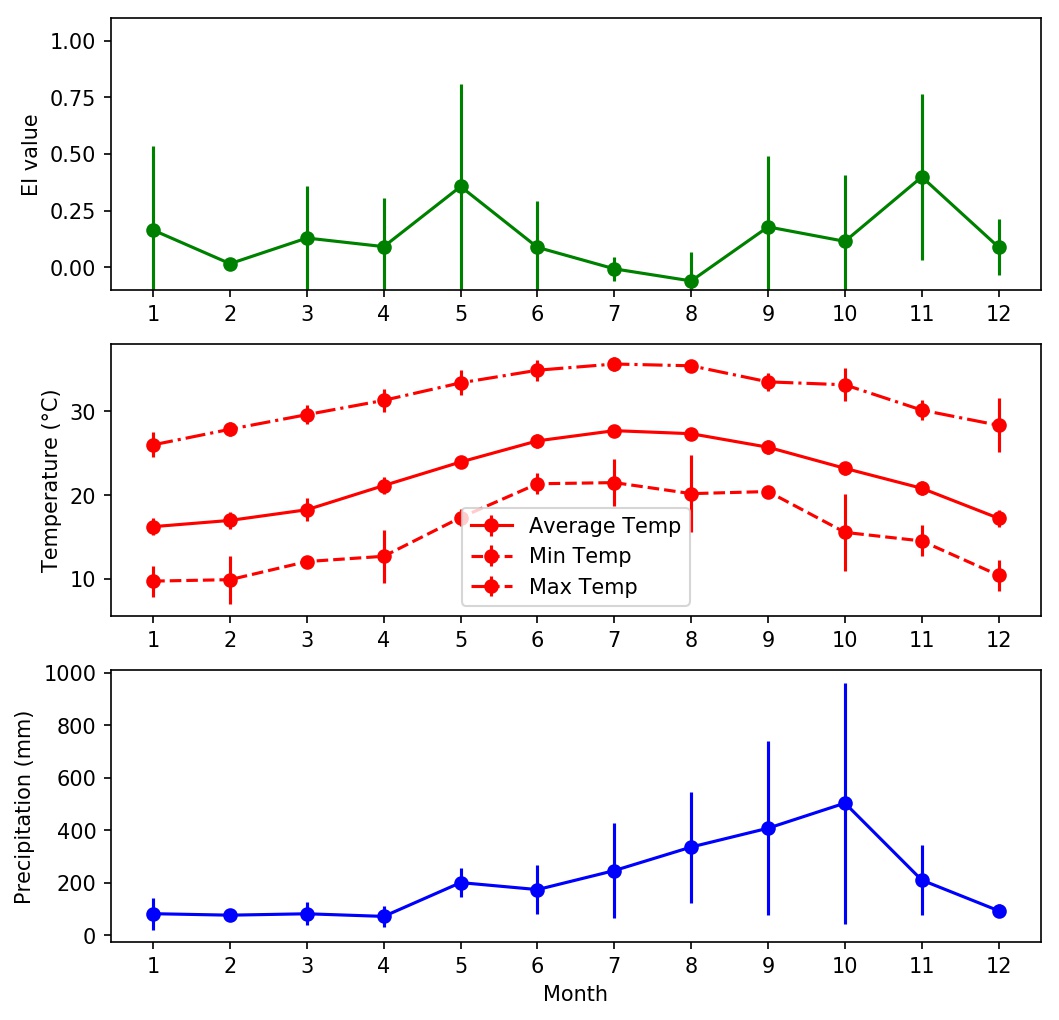 EI value
1.00
0.75
0.50
0.25
0.00
1 2 3 4 5 6 7 8 9 10 11 12
Temperature (°C)
30
20
10
Average Temp
Min Temp
Max Temp
1 2 3 4 5 6 7 8 9 10 11 12
Precipitation (mm)
1000
800
600
400
200
0
1 2 3 4 5 6 7 8 9 10 11 12
Month